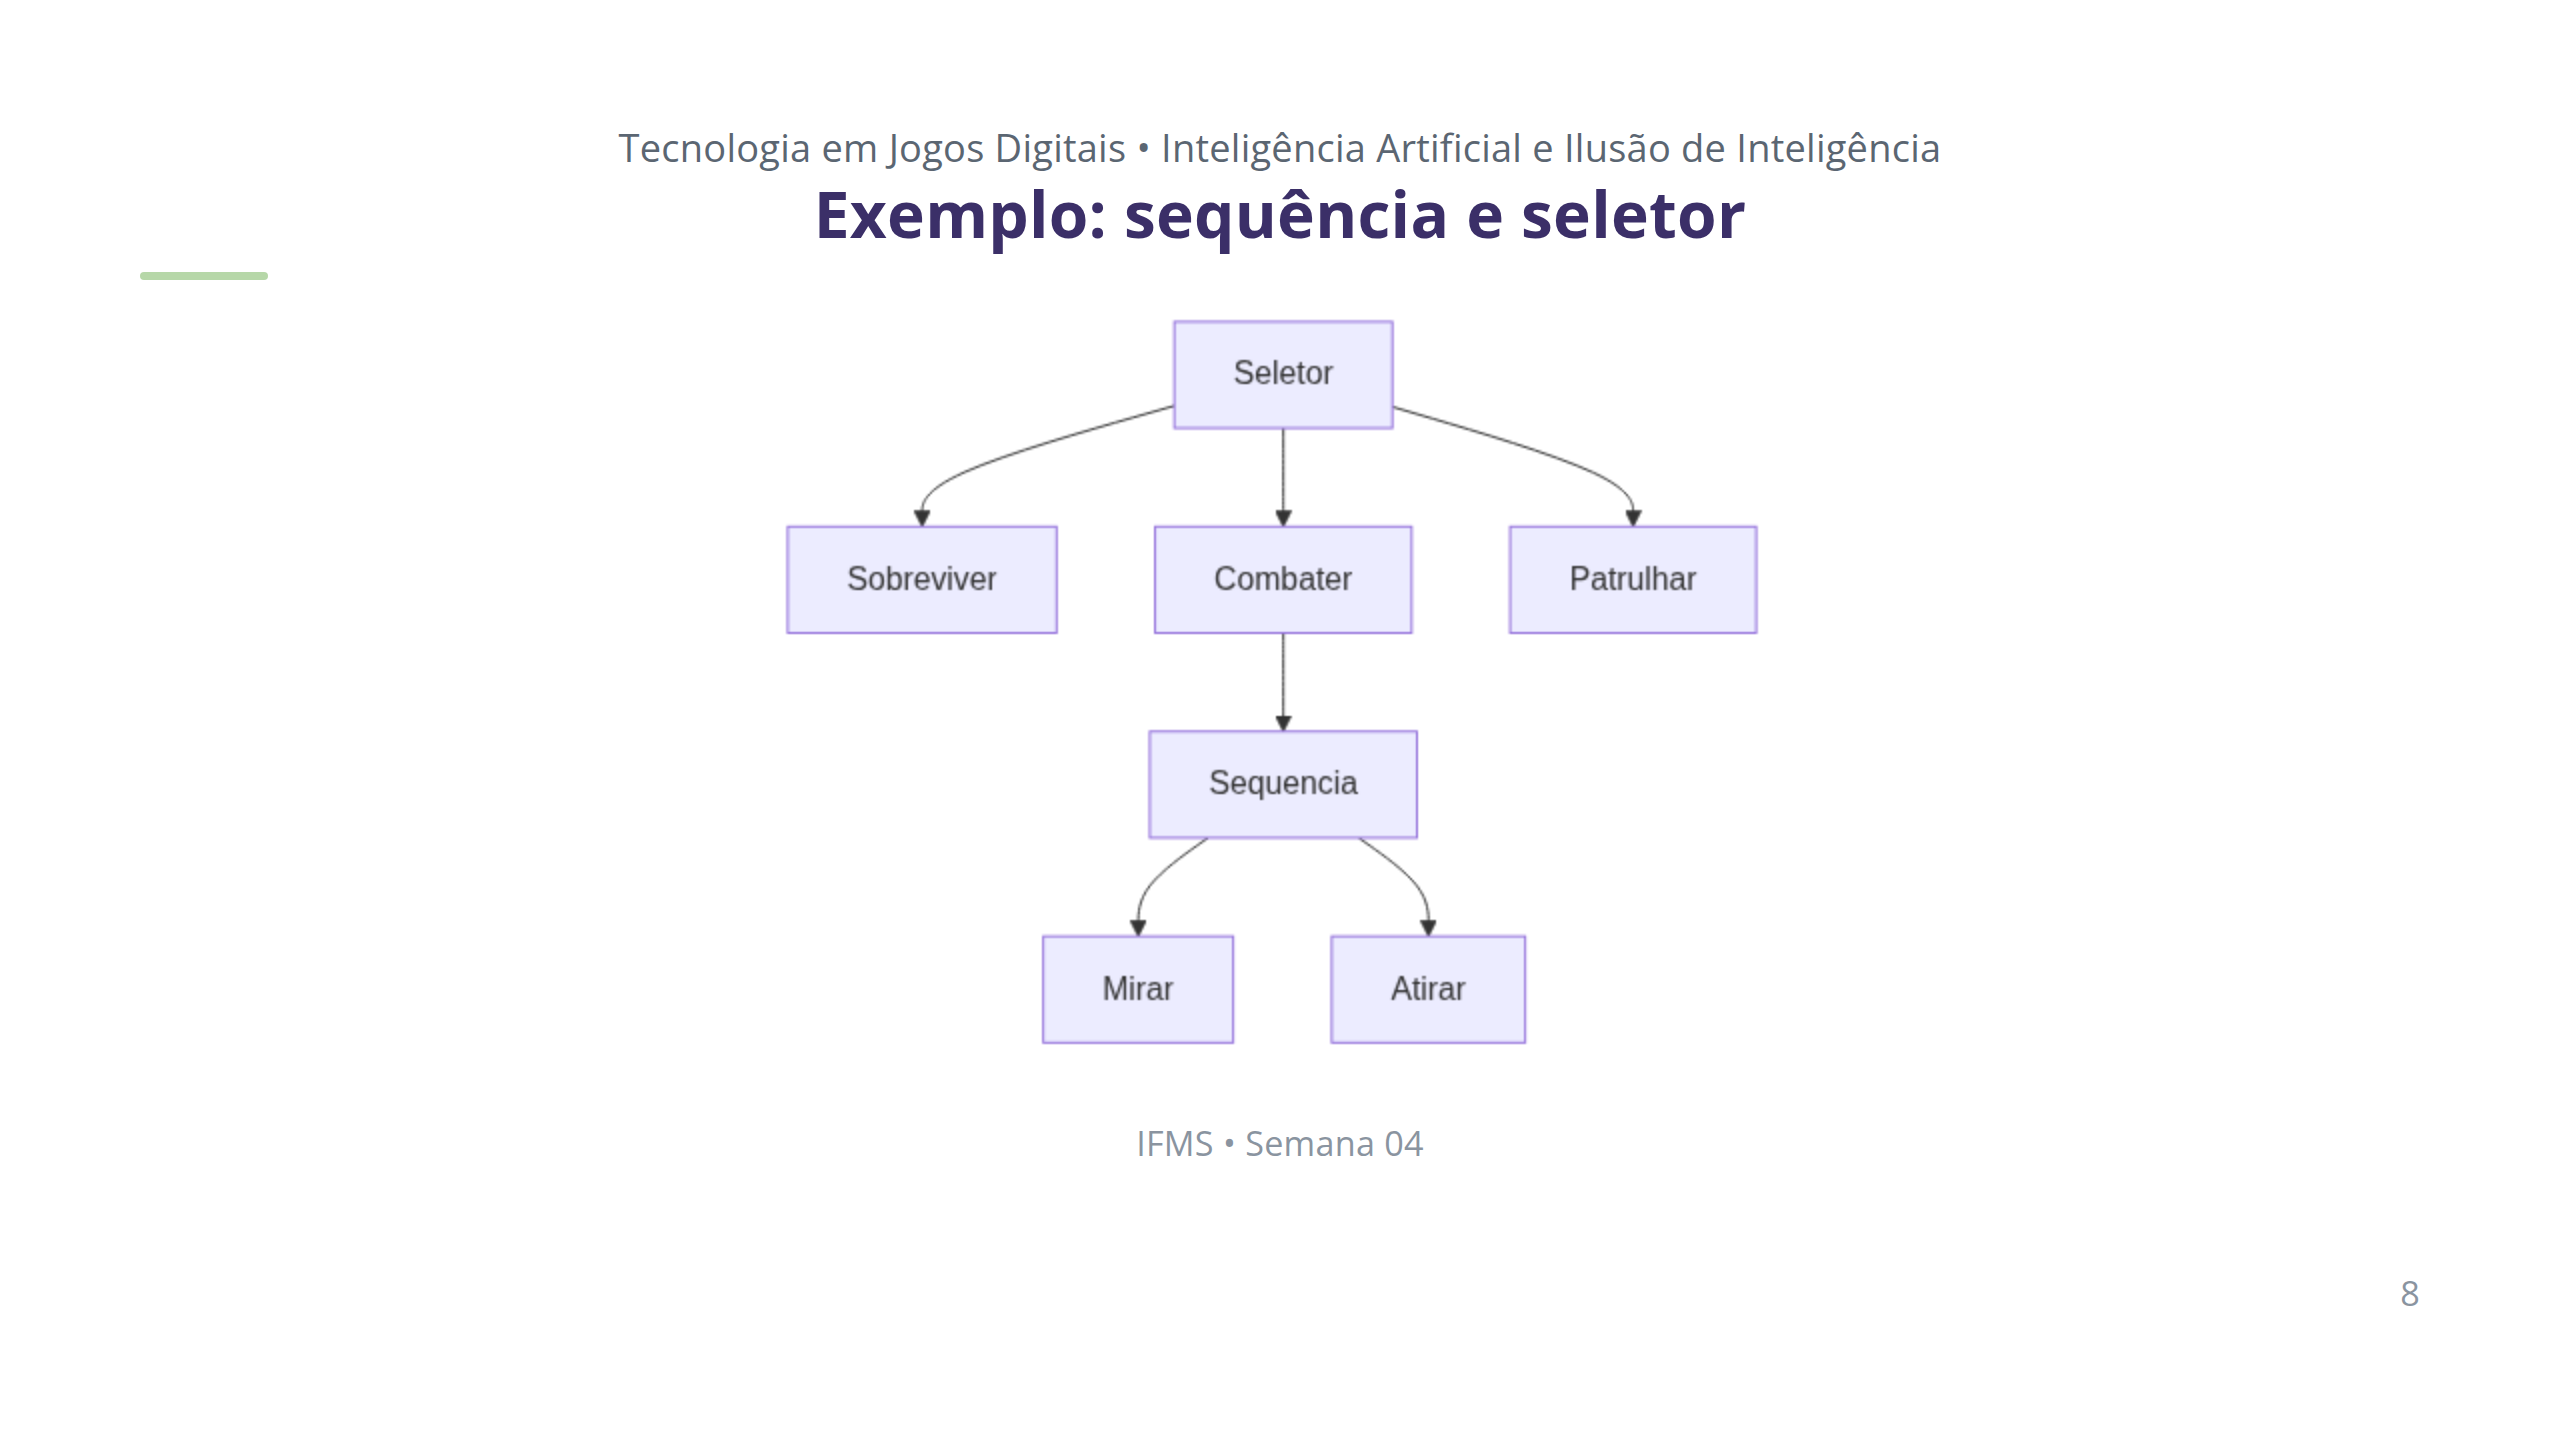 Tecnologia em Jogos Digitais • Inteligência Artificial e Ilusão de Inteligência
Exemplo: sequência e seletor
Seletor
Sobreviver
Combater
Patrulhar
Sequencia
Mirar
Atirar
IFMS • Semana 04
8